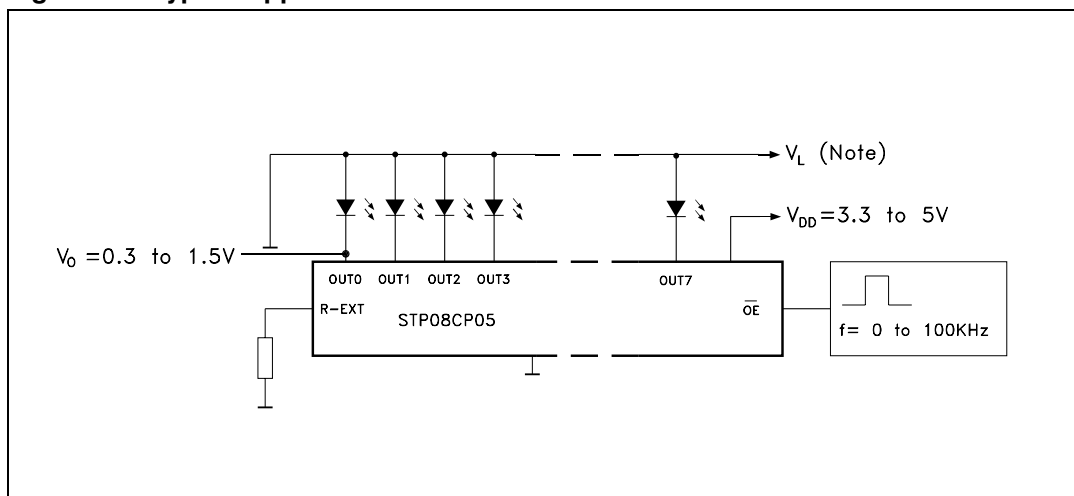 V_L (Note)
V_DD=3.3 to 5V
V_O =0.3 to 1.5V
OUT0 OUT1 OUT2 OUT3 OUT7
R-EXT
STP08CP05
O̅E̅
f= 0 to 100KHz